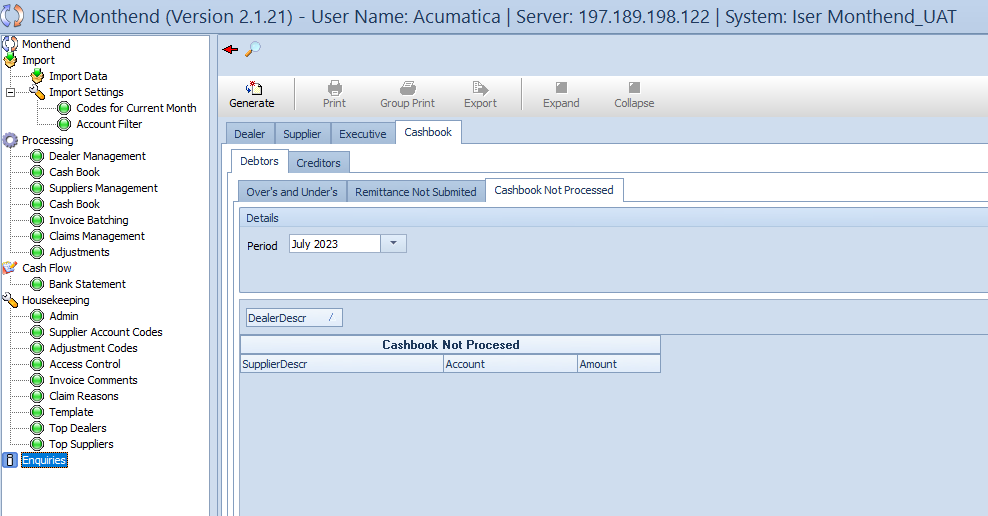 ISER Monthend (Version 2.1.21) - User Name: Acumatica | Server: 197.189.198.122 | System: Iser Monthend_UAT
Monthend
Import
Import Data
Import Settings
Codes for Current Month
Account Filter
Processing
Dealer Management
Cash Book
Suppliers Management
Cash Book
Invoice Batching
Claims Management
Adjustments
Cash Flow
Bank Statement
Housekeeping
Admin
Supplier Account Codes
Adjustment Codes
Access Control
Invoice Comments
Claim Reasons
Template
Top Dealers
Top Suppliers
Enquiries
Generate Print Group Print Export Expand Collapse
Dealer Supplier Executive Cashbook
Debtors Creditors
Over's and Under's Remittance Not Submited Cashbook Not Processed
Details
Period July 2023
DealerDescr
Cashbook Not Procesed
SupplierDescr Account Amount